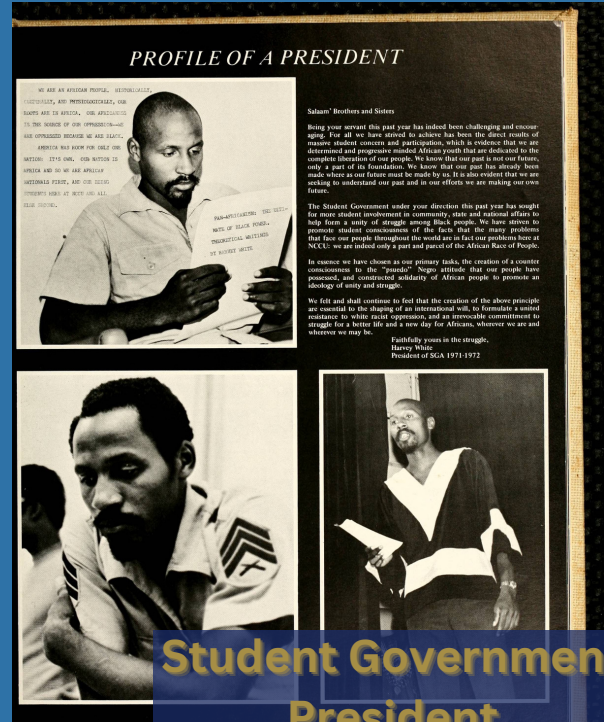 PROFILE OF A PRESIDENT
WE ARE AN AFRICAN PEOPLE, HISTORICALLY,
CULTURALLY, AND PHYSIOLOGICALLY, OUR
ROOTS ARE IN AFRICA. OUR AFRICANNESS
IS THE SOURCE OF OUR OPPRESSION--WE
ARE OPPRESSED BECAUSE WE ARE BLACK.
AMERICA HAS ROOM FOR ONLY ONE
NATION: IT'S OWN. OUR NATION IS
AFRICA AND SO WE ARE AFRICAN
NATIONALS FIRST, AND
STUDENTS HERE AT NCCU AND ALL
ELSE SECOND.
PAN-AFRICANISM: THE
MATE OF BLACK POWER.
THEORETICAL WRITINGS
BY HARVEY WHITE
Salaam' Brothers and Sisters
Being your servant this past year has indeed been challenging and encour-
aging. For all we have strived to achieve has been the direct results of
massive student concern and participation, which is evidence that we are
determined and progressive minded African youth that are dedicated to the
complete liberation of our people. We know that our past is not our future,
only a part of its foundation. We know that our past has already been
made where as our future must be made by us. It is also evident that we are
seeking to understand our past and in our efforts we are making our own
future.
The Student Government under your direction this past year has sought
for more student involvement in community, state and national affairs to
help form a unity of struggle among Black people. We have striven to
promote student conscious of the facts that the many problems
that face our people throughout the world are in fact our problems here at
NCCU: we are indeed only a part and parcel of the African Race of People.
In essence we have chosen as our primary tasks, the creation of a counter
consciousness to the "psuedo" Negro attitude that our people have
possessed, and constructed solidarity of African people to promote an
ideology of unity and struggle.
We felt and shall continue to feel that the creation of the above principle
are essential to the shaping of an international will, to formulate a united
resistance to white racist oppression, and an irrevocable committment to
struggle for a better life and a new day for Africans, wherever we are and
wherever we may be.
Faithfully yours in the struggle,
Harvey White
President of SGA 1971-1972
Student Governmen
President